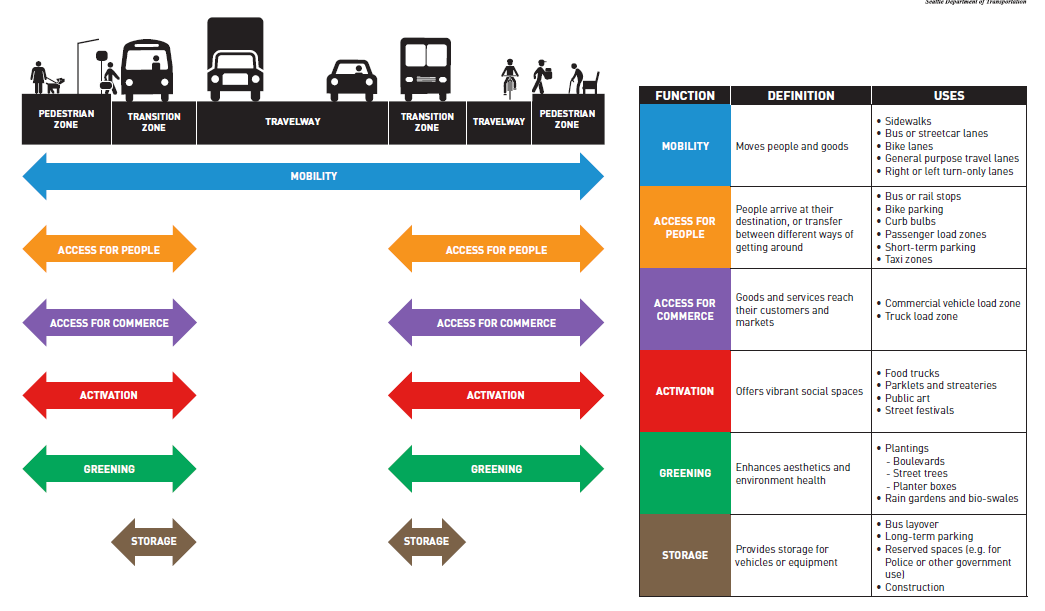 Seattle Department of Transportation
PEDESTRIAN
ZONE
TRANSITION
ZONE
TRAVELWAY
TRANSITION
ZONE
TRAVELWAY
PEDESTRIAN
ZONE
MOBILITY
ACCESS FOR PEOPLE
ACCESS FOR PEOPLE
ACCESS FOR COMMERCE
ACCESS FOR COMMERCE
ACTIVATION
ACTIVATION
GREENING
GREENING
STORAGE
STORAGE
FUNCTION
DEFINITION
USES
MOBILITY
Moves people and goods
• Sidewalks
• Bus or streetcar lanes
• Bike lanes
• General purpose travel lanes
• Right or left turn-only lanes
ACCESS FOR
PEOPLE
People arrive at their
destination, or transfer
between different ways of
getting around
• Bus or rail stops
• Bike parking
• Curb bulbs
• Passenger load zones
• Short-term parking
• Taxi zones
ACCESS FOR
COMMERCE
Goods and services reach
their customers and
markets
• Commercial vehicle load zone
• Truck load zone
ACTIVATION
Offers vibrant social spaces
• Food trucks
• Parklets and streateries
• Public art
• Street festivals
GREENING
Enhances aesthetics and
environment health
• Plantings
- Boulevards
- Street trees
- Planter boxes
• Rain gardens and bio-swales
STORAGE
Provides storage for
vehicles or equipment
• Bus layover
• Long-term parking
• Reserved spaces (e.g. for
Police or other government
use)
• Construction